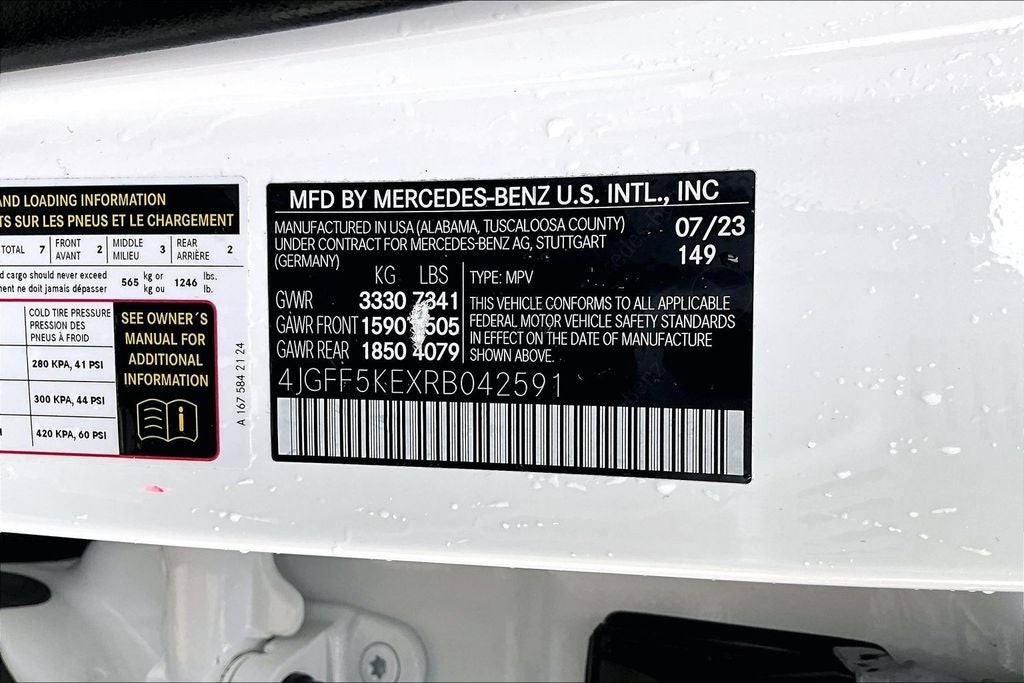 AND LOADING INFORMATION
TS SUR LES PNEUS ET LE CHARGEMENT
TOTAL 7 FRONT AVANT 2 MIDDLE MILIEU 3 REAR ARRIÈRE 2
d cargo should never exceed 565 kg or 1246 lbs.
ment ne doit jamais dépasser kg ou lb.
COLD TIRE PRESSURE
PRESSION DES
PNEUS À FROID
280 KPA, 41 PSI
300 KPA, 44 PSI
420 KPA, 60 PSI
SEE OWNER´S
MANUAL FOR
ADDITIONAL
INFORMATION
i
A 167 584 21 24
MFD BY MERCEDES-BENZ U.S. INTL., INC
MANUFACTURED IN USA (ALABAMA, TUSCALOOSA COUNTY)
UNDER CONTRACT FOR MERCEDES-BENZ AG, STUTTGART
(GERMANY)
07/23
149
KG LBS
GVWR 3330 7341
GAWR FRONT 1590
GAWR REAR 1850 4079
TYPE: MPV
THIS VEHICLE CONFORMS TO ALL APPLICABLE
FEDERAL MOTOR VEHICLE SAFETY STANDARDS
IN EFFECT ON THE DATE OF MANUFACTURE
SHOWN ABOVE.
4JGFF5KEXRB042591